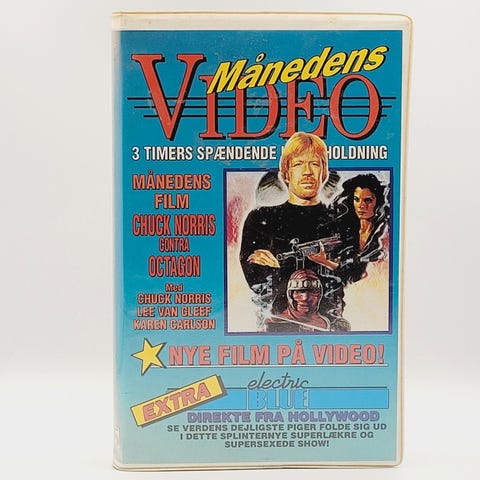 Månedens
VIDEO
3 TIMERS SPÆNDENDE HOLDNING
MÅNEDENS
FILM
CHUCK NORRIS
CONTRA
OCTAGON
Med
CHUCK NORRIS
LEE VAN CLEEF
KAREN CARLSON
NYE FILM PÅ VIDEO!
EXTRA
electric
BLUE
DIREKTE FRA HOLLYWOOD
SE VERDENS DEJLIGSTE PIGER FOLDE SIG UD
I DETTE SPLINTERNYE SUPERLÆKRE OG
SUPERSEXEDE SHOW!